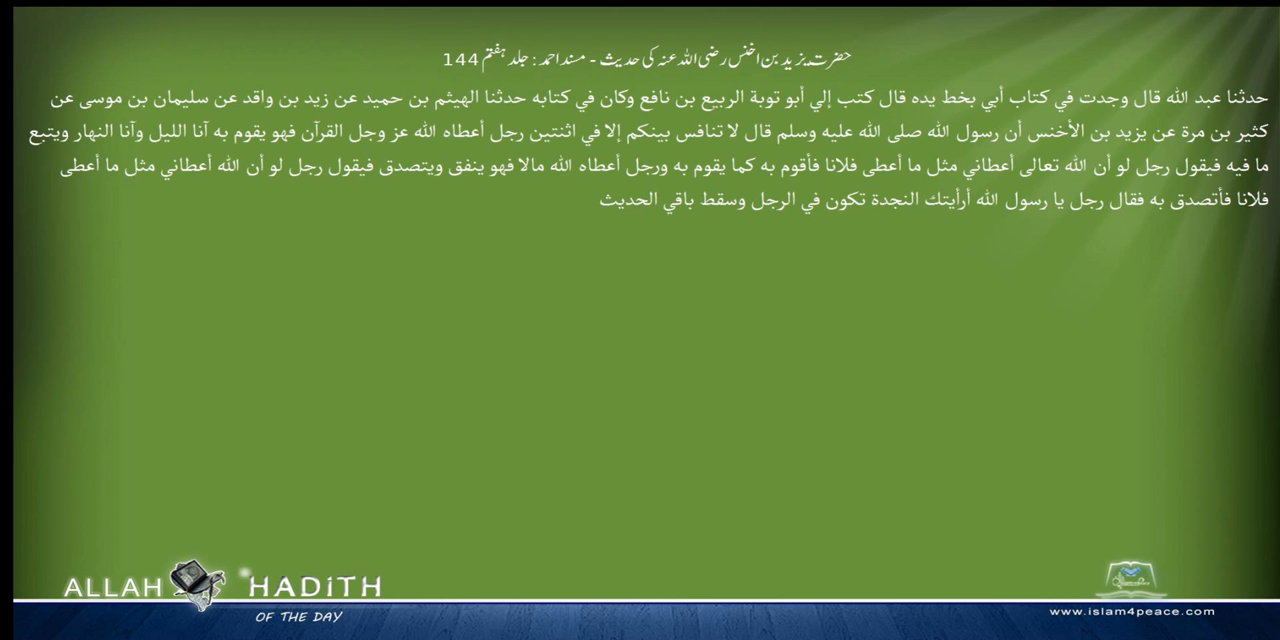 حضرت یزید بن اخنس رضی اللہ عنہ کی حدیث - مسند احمد : جلد ہفتم 144
حدثنا عبد الله قال وجدت في كتاب أبي بخط يده قال كتب إلي أبو توبة الربيع بن نافع وكان في كتابه حدثنا الهيثم بن حميد عن زيد بن واقد عن سليمان بن موسى عن
كثير بن مرة عن يزيد بن الأخنس أن رسول الله صلى الله عليه وسلم قال لا تنافس بينكم إلا في اثنتين رجل أعطاه الله عز وجل القرآن فهو يقوم به آنا الليل وآنا النهار ويتبع
ما فيه فيقول رجل لو أن الله تعالى أعطاني مثل ما أعطى فلانا فأقوم به كما يقوم به ورجل أعطاه الله مالا فهو ينفق ويتصدق فيقول رجل لو أن الله أعطاني مثل ما أعطى
فلانا فأتصدق به فقال رجل يا رسول الله أرأيتك النجدة تكون في الرجل وسقط باقي الحديث
ALLAH HADITH
OF THE DAY
www.islam4peace.com